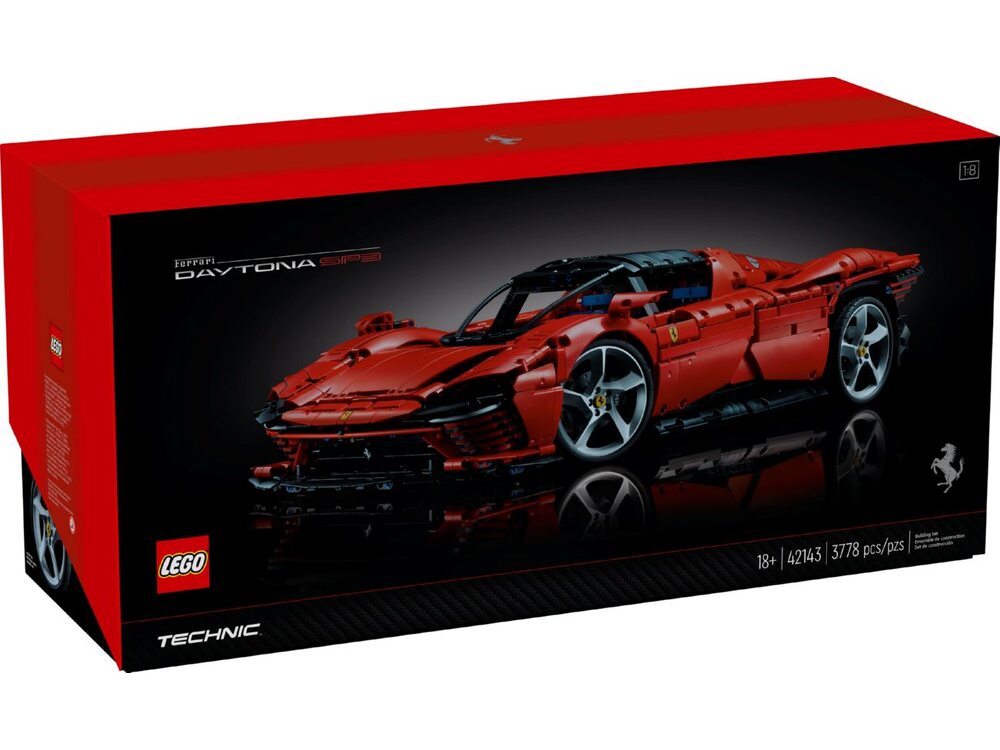 1:8
Ferrari
DAYTONA SP3
LEGO
LEGO
TECHNIC
18+ | 42143 | 3778 pcs/pzs
Building Set
Ensemble de construction
Set de construcción